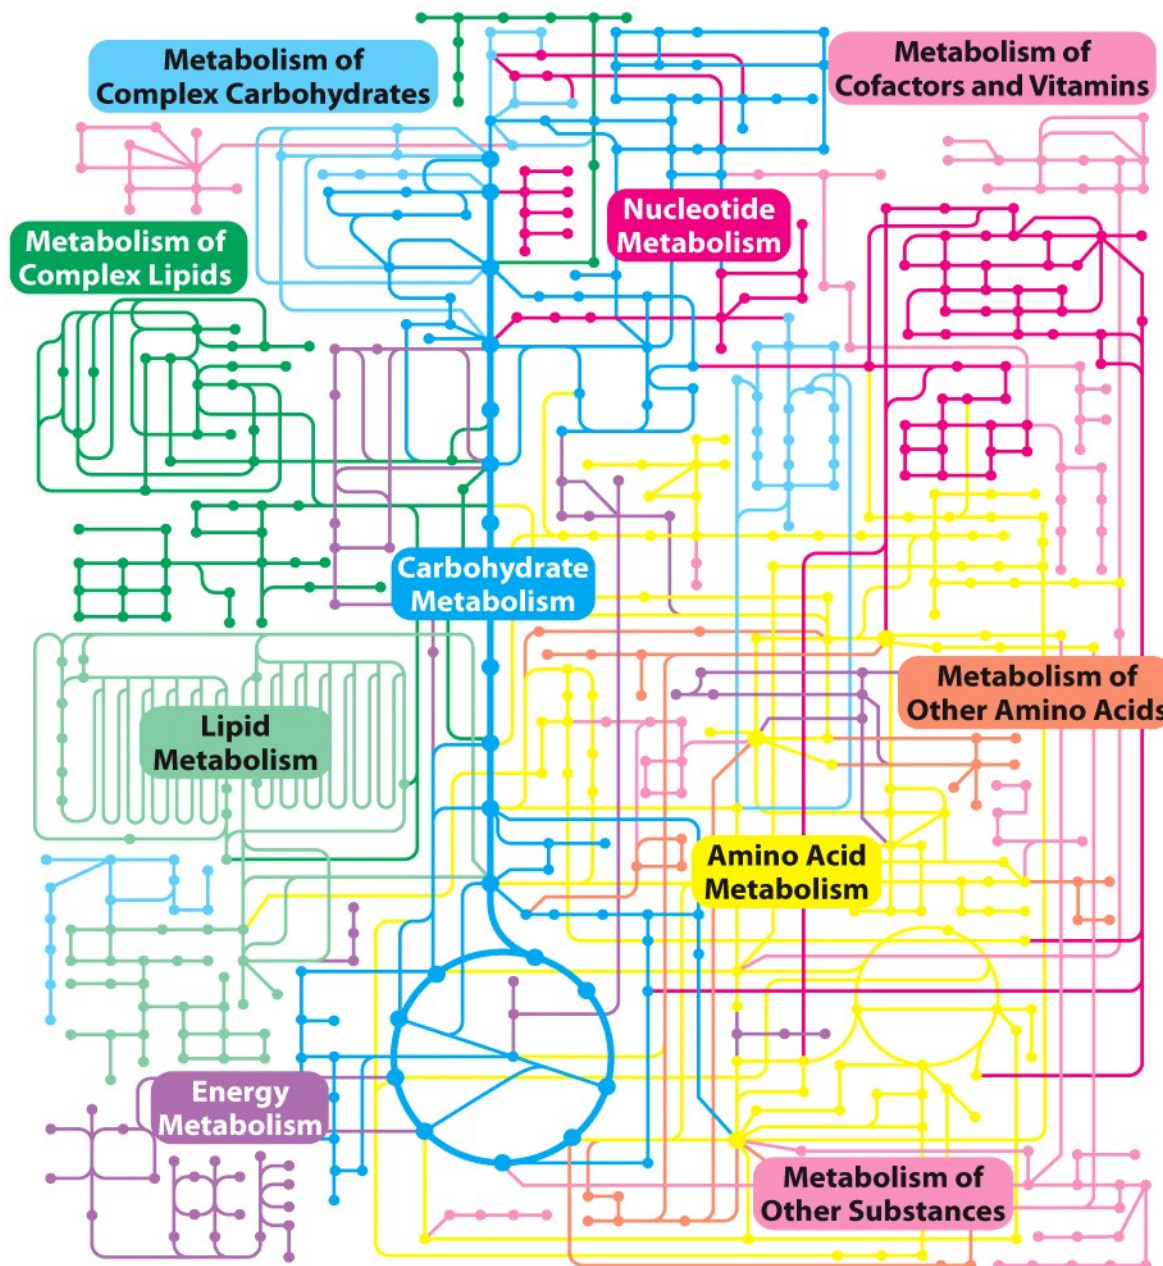 Metabolism of
Complex Carbohydrates
Metabolism of
Cofactors and Vitamins
Nucleotide
Metabolism
Metabolism of
Complex Lipids
Carbohydrate
Metabolism
Metabolism of
Other Amino Acids
Lipid
Metabolism
Amino Acid
Metabolism
Energy
Metabolism
Metabolism of
Other Substances